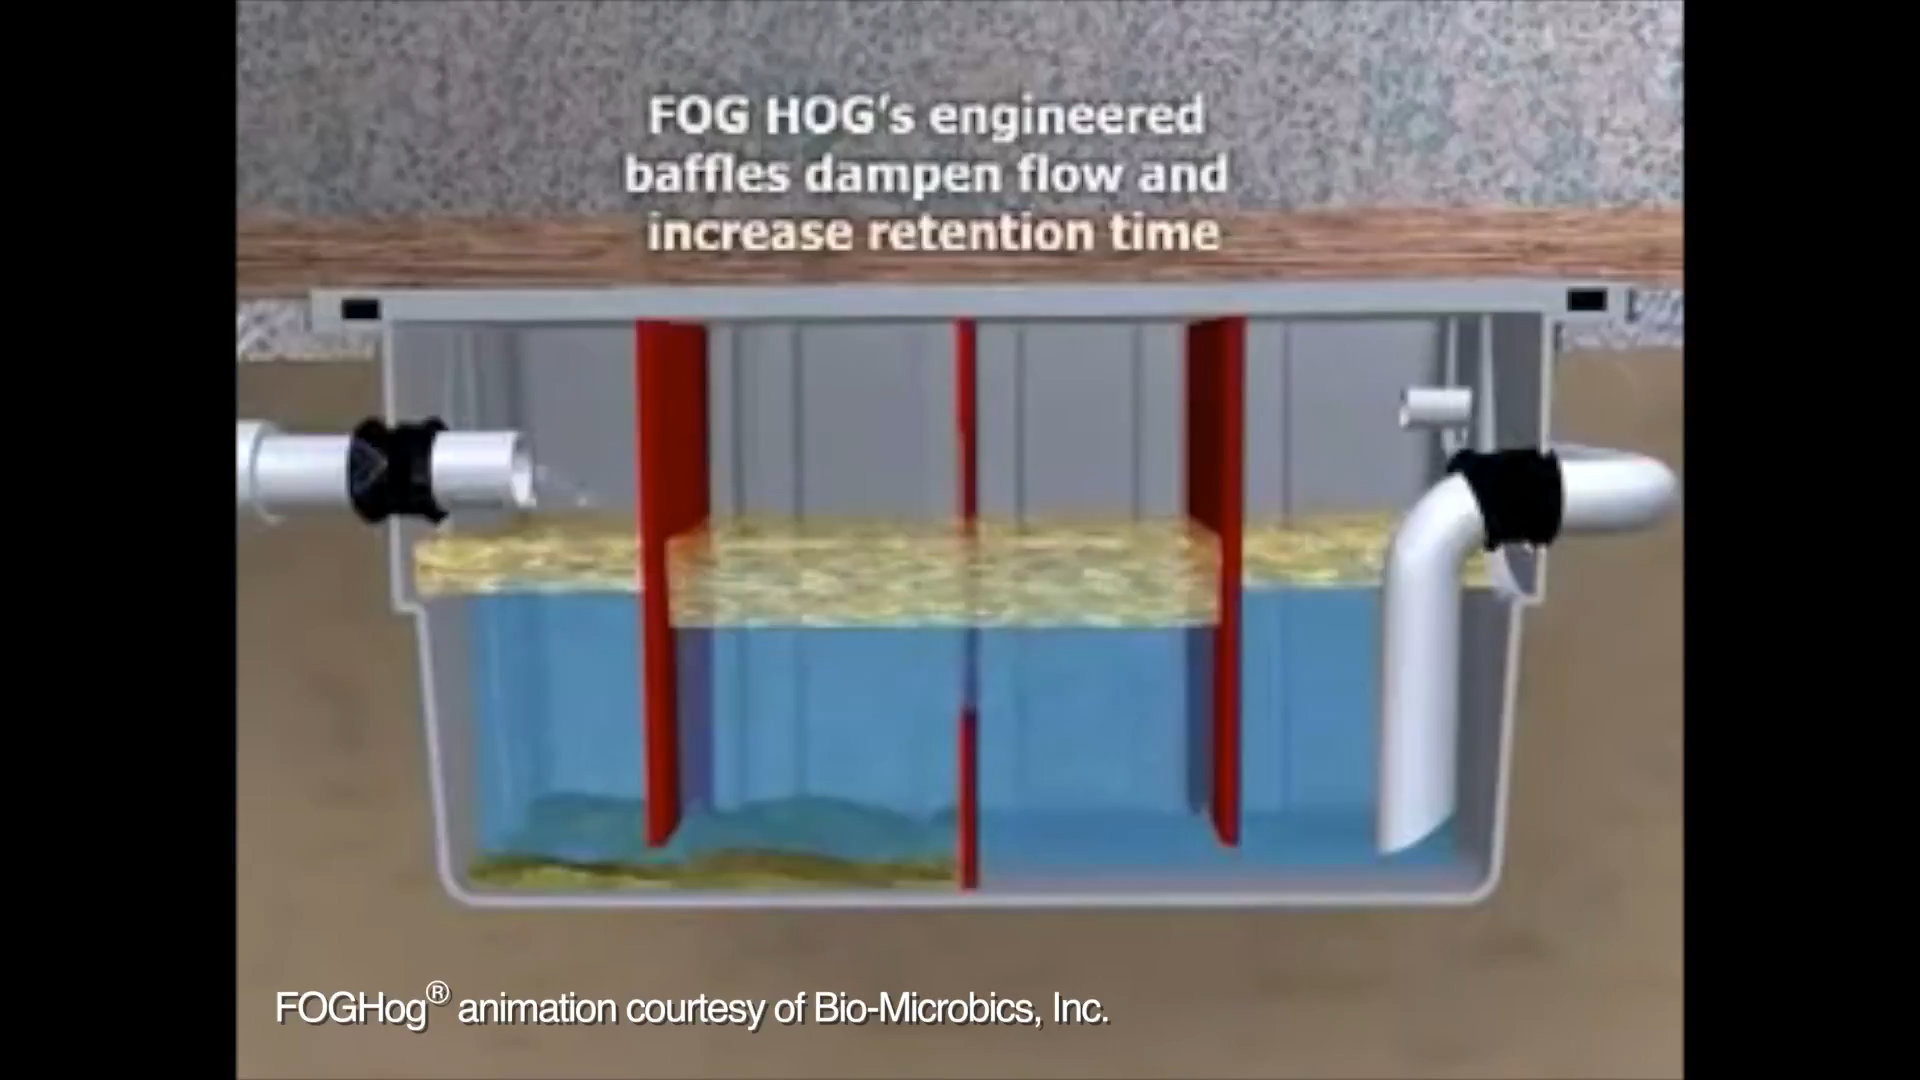 FOG HOG's engineered
baffles dampen flow and
increase retention time
FOGHog® animation courtesy of Bio-Microbics, Inc.